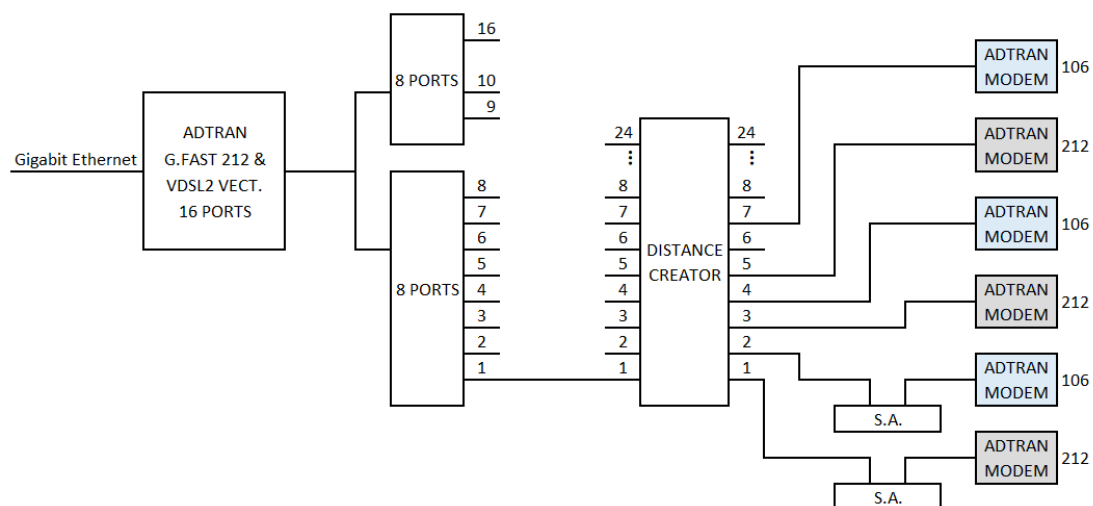 Gigabit Ethernet
ADTRAN
G.FAST 212 &
VDSL2 VECT.
16 PORTS
8 PORTS
16
10
9
8 PORTS
8
7
6
5
4
3
2
1
24
⋮
8
7
6
5
4
3
2
1
DISTANCE
CREATOR
24
⋮
8
7
6
5
4
3
2
1
ADTRAN
MODEM
106
ADTRAN
MODEM
212
ADTRAN
MODEM
106
ADTRAN
MODEM
212
ADTRAN
MODEM
106
S.A.
ADTRAN
MODEM
212
S.A.